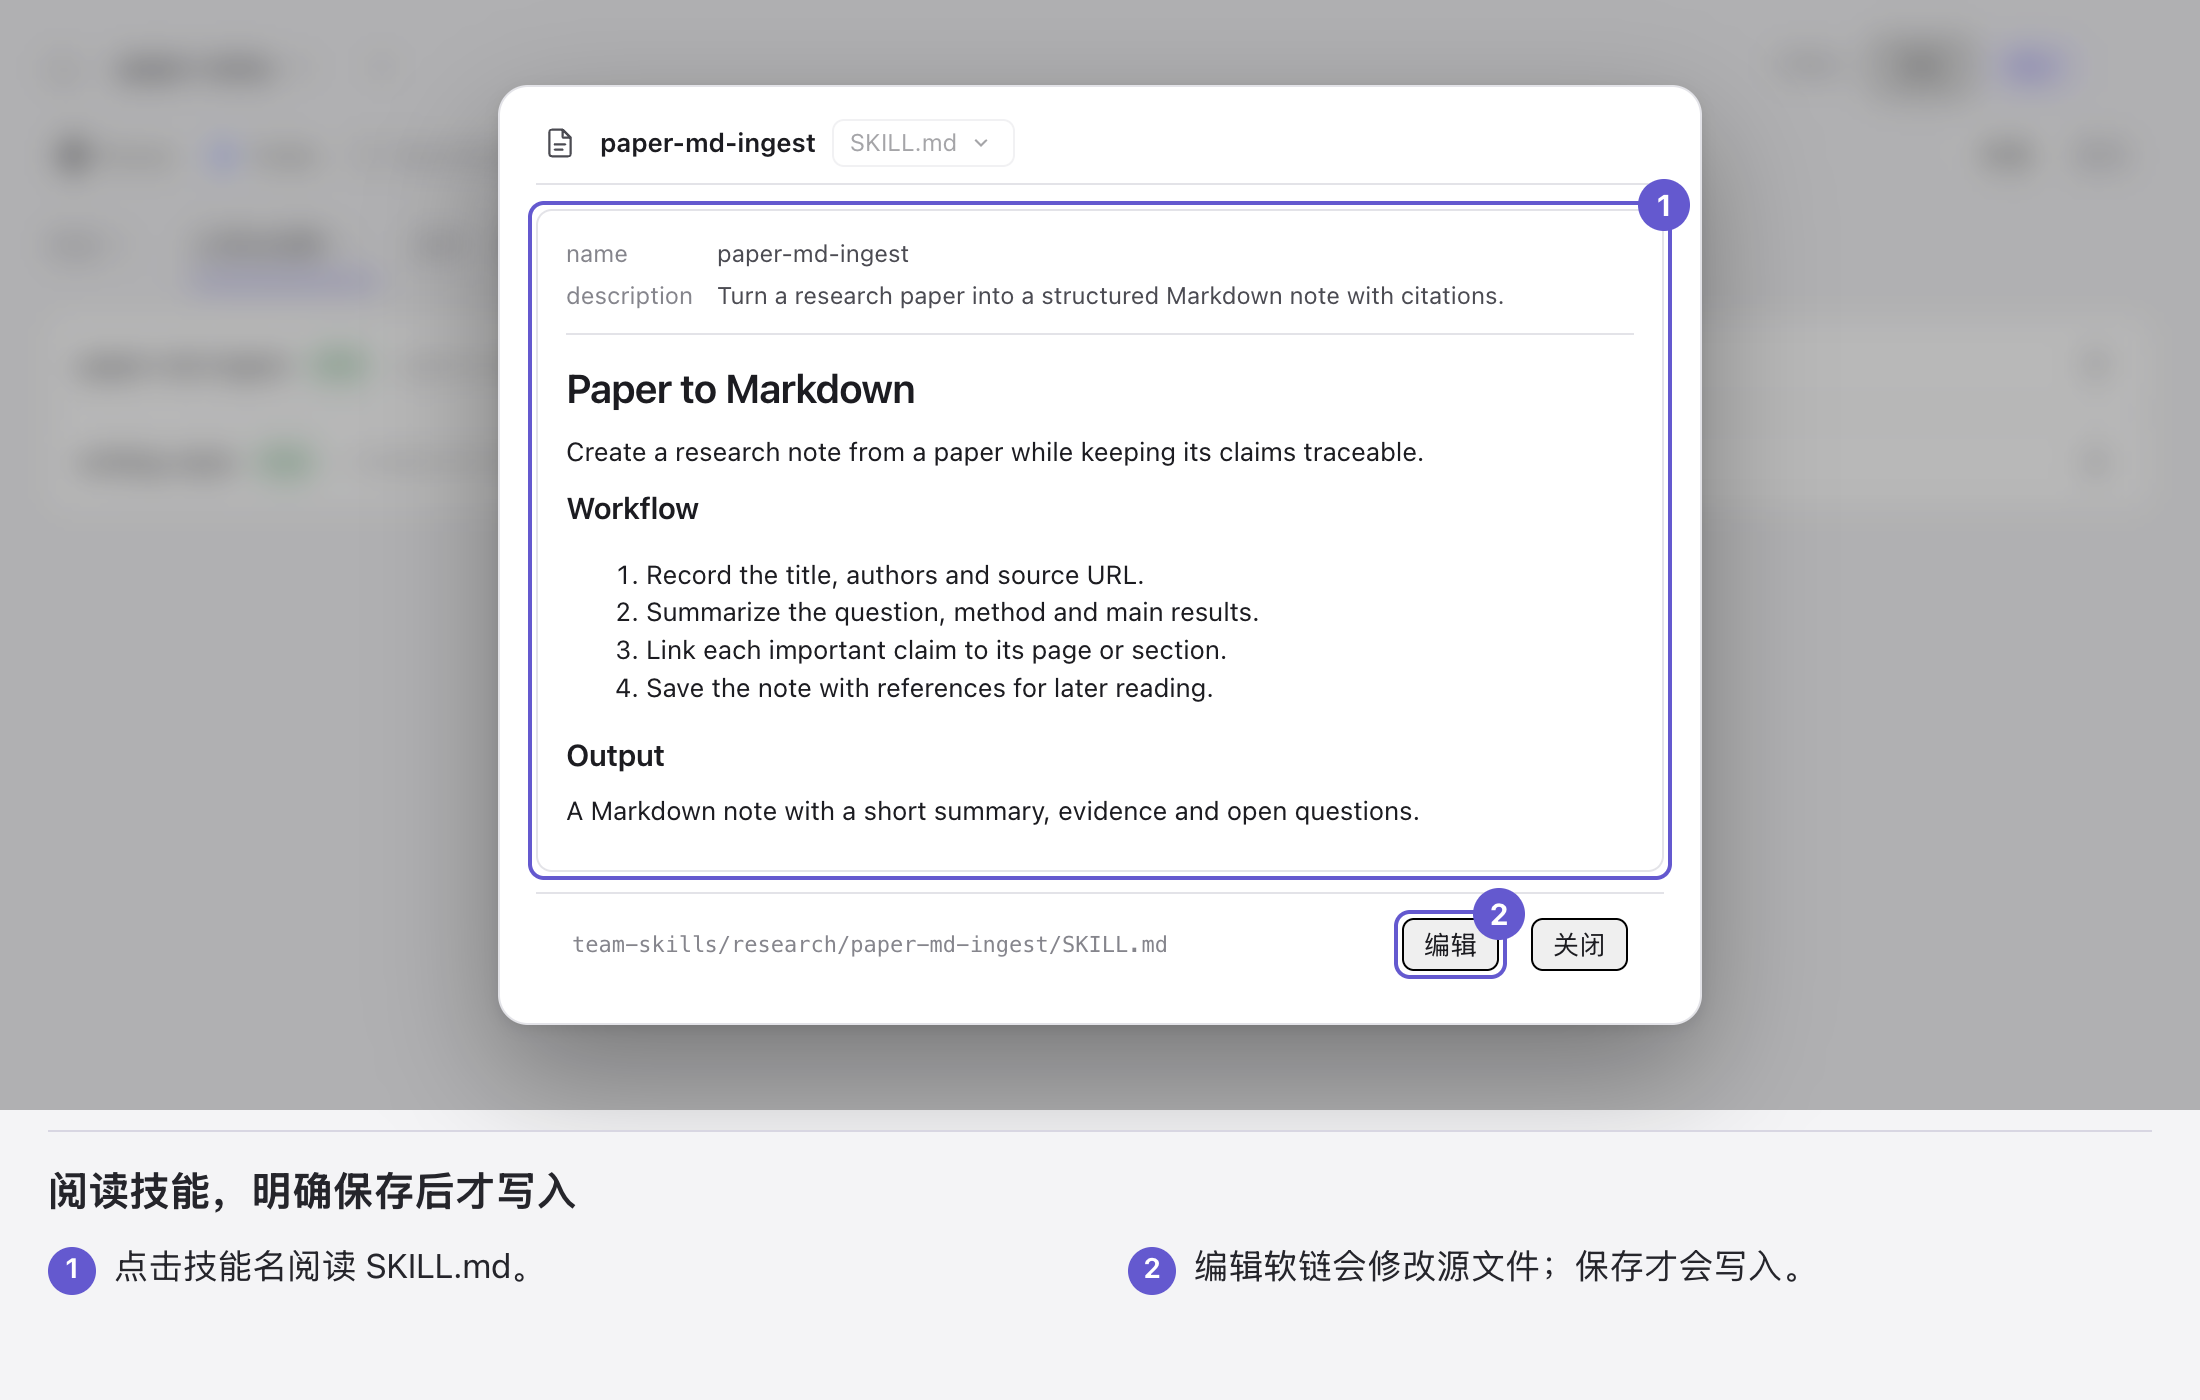 paper-md-ingest SKILL.md
1
name paper-md-ingest
description Turn a research paper into a structured Markdown note with citations.
Paper to Markdown
Create a research note from a paper while keeping its claims traceable.
Workflow
1. Record the title, authors and source URL.
2. Summarize the question, method and main results.
3. Link each important claim to its page or section.
4. Save the note with references for later reading.
Output
A Markdown note with a short summary, evidence and open questions.
2
team-skills/research/paper-md-ingest/SKILL.md 编辑 关闭
阅读技能，明确保存后才写入
1 点击技能名阅读 SKILL.md。
2 编辑软链会修改源文件；保存才会写入。